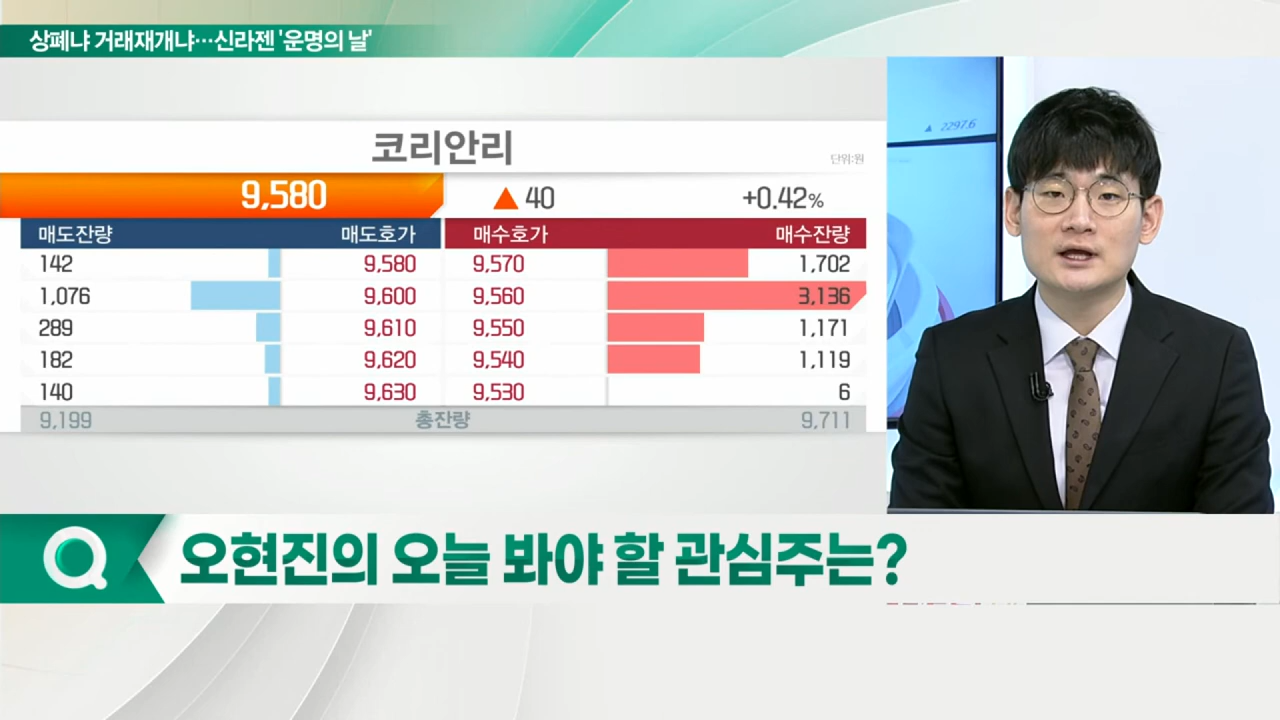 상폐냐 거래재개냐…신라젠 '운명의 날'
코리안리
단위:원
9,580 ▲ 40 +0.42%
매도잔량 매도호가 매수호가 매수잔량
142 9,580 9,570 1,702
1,076 9,600 9,560 3,136
289 9,610 9,550 1,171
182 9,620 9,540 1,119
140 9,630 9,530 6
9,199 총잔량 9,711
▲ 2297.6
Q 오현진의 오늘 봐야 할 관심주는?